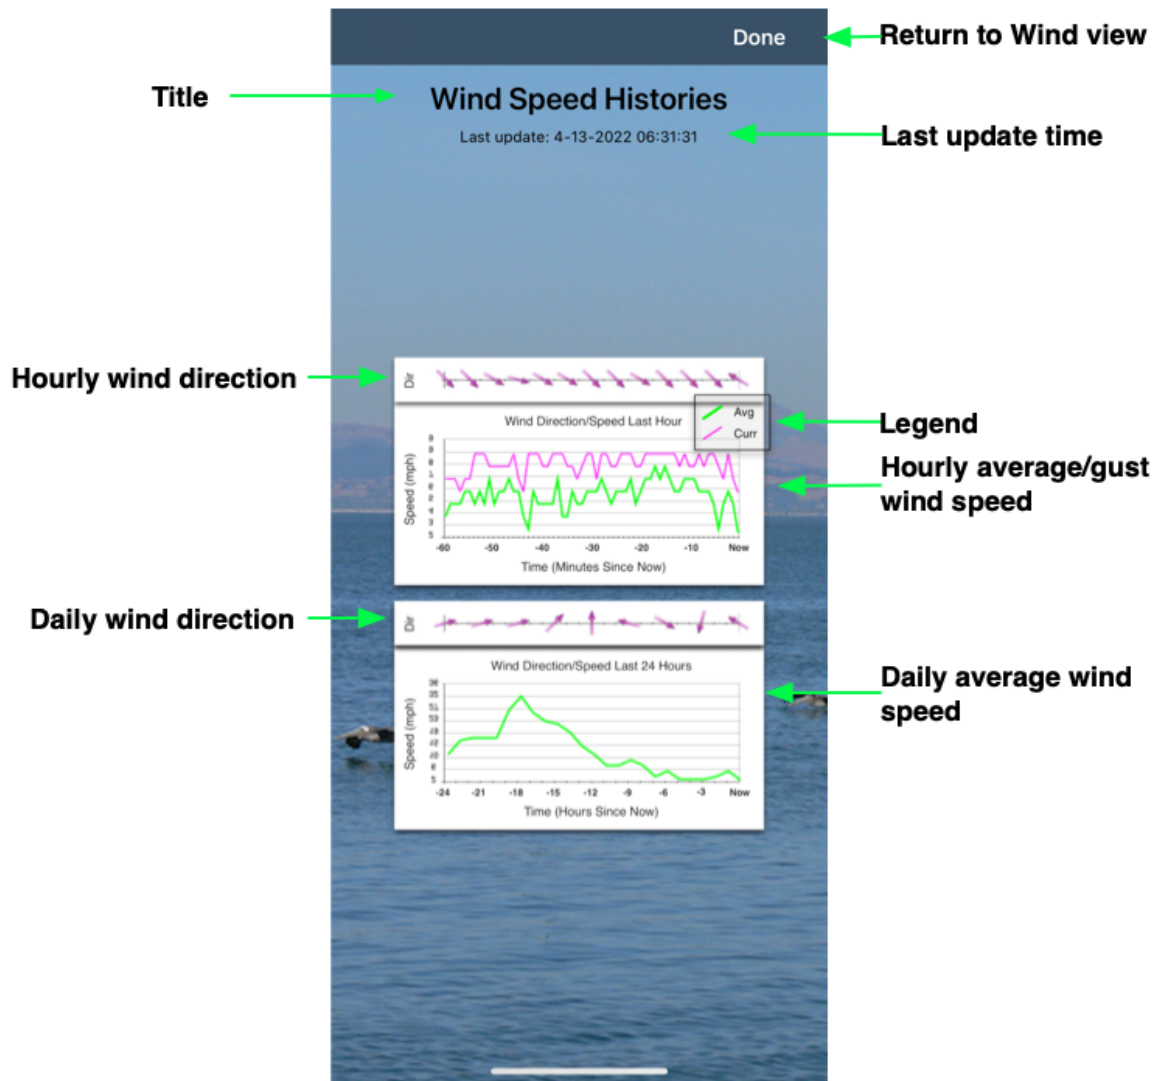 Done
Return to Wind view
Title
Wind Speed Histories
Last update: 4-13-2022 06:31:31
Last update time
Hourly wind direction
Dir
Wind Direction/Speed Last Hour
Avg
Curr
Legend
Hourly average/gust
wind speed
Speed (mph)
-60 -50 -40 -30 -20 -10 Now
Time (Minutes Since Now)
Daily wind direction
Dir
Wind Direction/Speed Last 24 Hours
Daily average wind
speed
Speed (mph)
-24 -21 -18 -15 -12 -9 -6 -3 Now
Time (Hours Since Now)